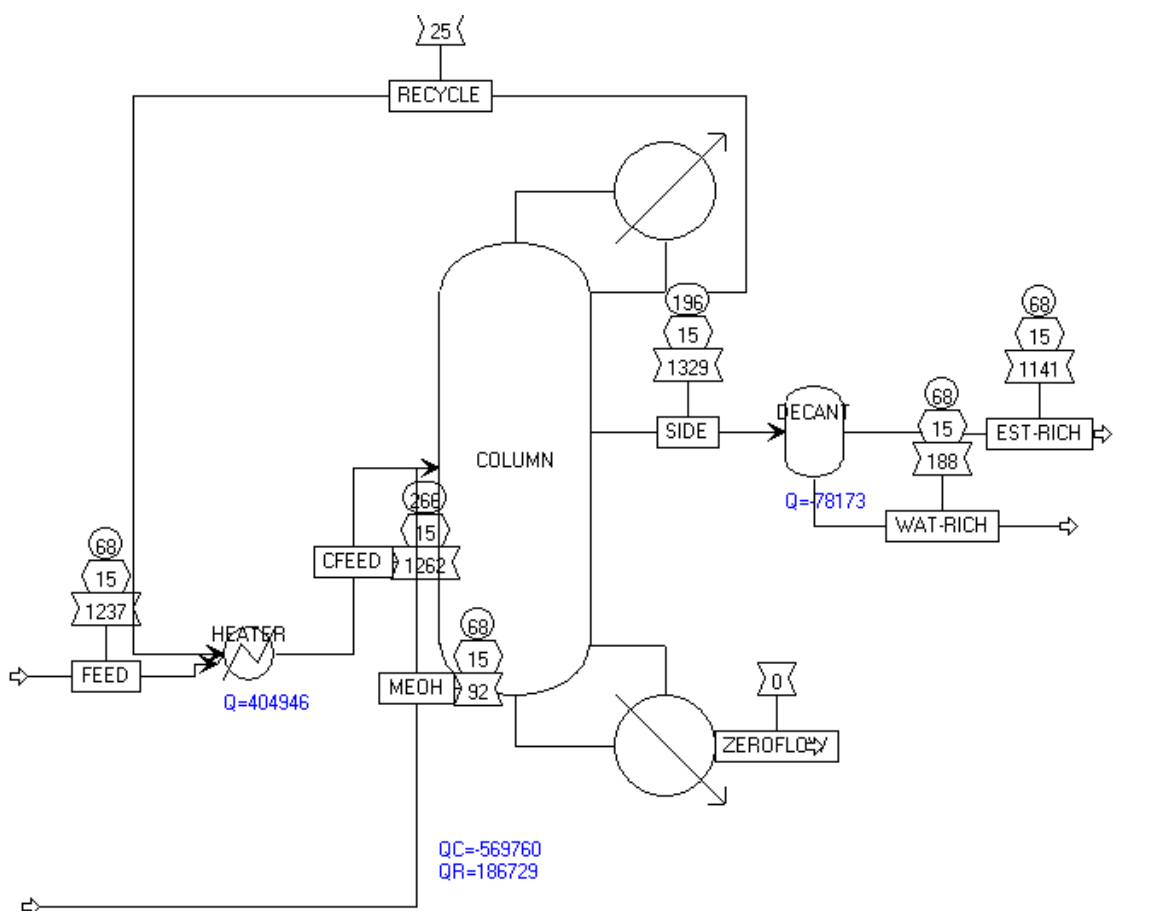 25
RECYCLE
196
15
1329
68
15
1141
DECANT
68
15
188
SIDE
EST-RICH
COLUMN
Q=-78173
WAT-RICH
266
15
1262
CFEED
68
15
1237
HEATER
FEED
Q=404946
68
15
92
MEOH
0
ZEROFLOW
QC=-569760
QR=186729